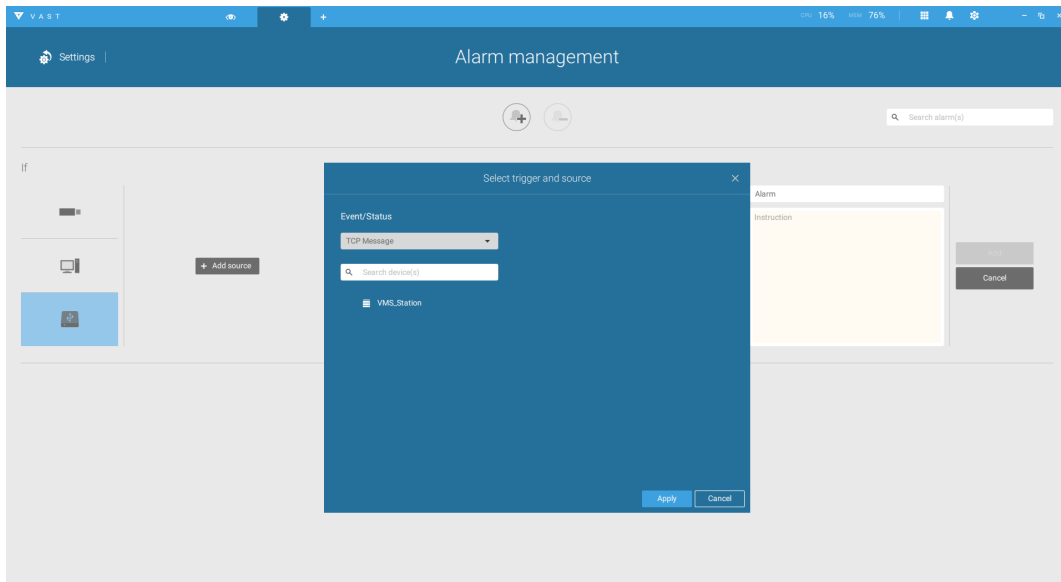 VAST
CPU 16% MEM 76%
Settings
Alarm management
Search alarm(s)
If
Select trigger and source
Alarm
Event/Status
Instruction
TCP Message
Add
+ Add source
Search device(s)
Cancel
VMS_Station
Apply Cancel